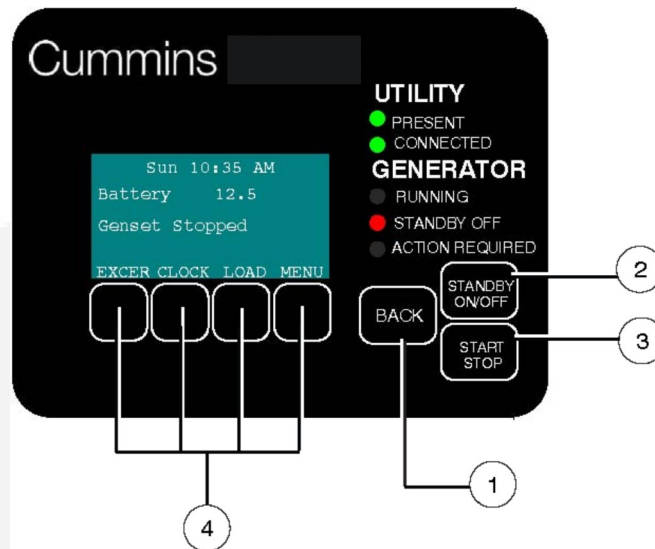 Cummins
UTILITY
PRESENT
CONNECTED
GENERATOR
RUNNING
STANDBY OFF
ACTION REQUIRED
Sun 10:35 AM
Battery 12.5
Genset Stopped
EXCER CLOCK LOAD MENU
BACK
STANDBY
ON/OFF
START
STOP
1
2
3
4